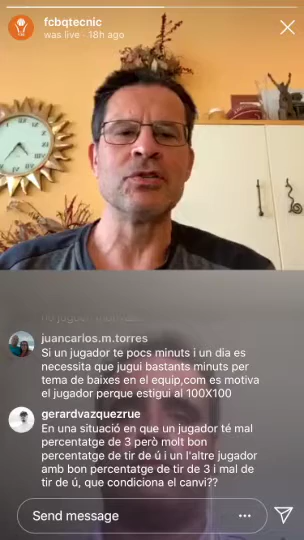 fcbqtecnic
was live · 18h ago
no juguen
juancarlos.m.torres
Si un jugador te pocs minuts i un dia es
necessita que jugui bastants minuts per
tema de baixes en el equip,com es motiva
el jugador perque estigui al 100X100
gerardvazquezrue
En una situació en que un jugador té mal
percentatge de 3 però molt bon
percentatge de tir de ú i un l'altre jugador
amb bon percentatge de tir de 3 i mal de
tir de ú, que condiciona el canvi??
Send message